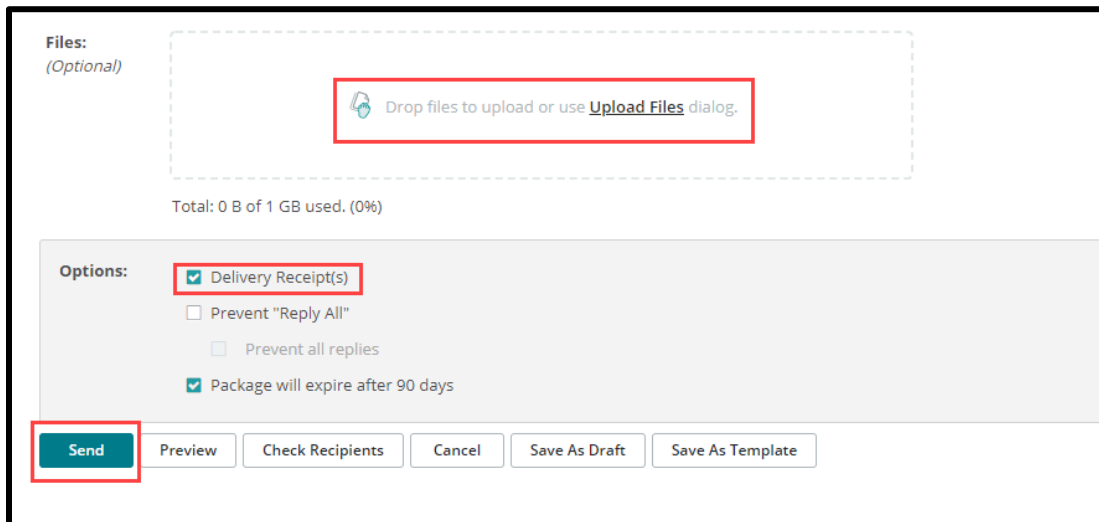 Files:
(Optional)
Drop files to upload or use Upload Files dialog.
Total: 0 B of 1 GB used. (0%)
Options:
Delivery Receipt(s)
Prevent "Reply All"
Prevent all replies
Package will expire after 90 days
Send Preview Check Recipients Cancel Save As Draft Save As Template